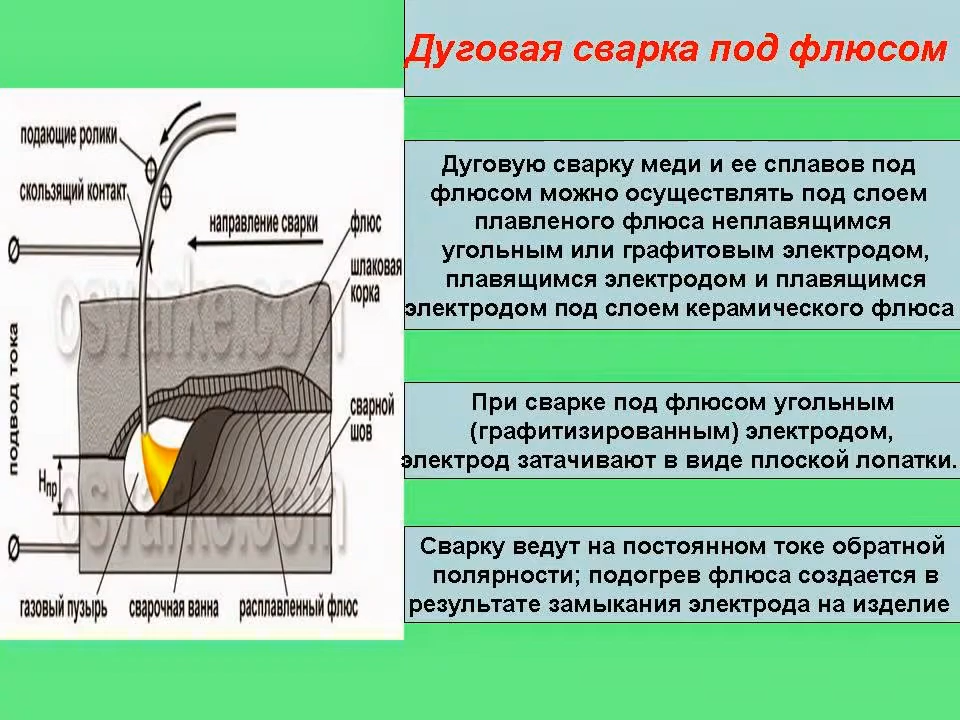 Дуговая сварка под флюсом
подающие ролики
скользящий контакт
направление сварки
флюс
шлаковая
корка
подвод тока
сварной
шов
Hпр
газовый пузырь
сварочная ванна
расплавленный флюс
osvarke.com
osvarke.com
Дуговую сварку меди и ее сплавов под
флюсом можно осуществлять под слоем
плавленого флюса неплавящимся
угольным или графитовым электродом,
плавящимся электродом и плавящимся
электродом под слоем керамического флюса
При сварке под флюсом угольным
(графитизированным) электродом,
электрод затачивают в виде плоской лопатки.
Сварку ведут на постоянном токе обратной
полярности; подогрев флюса создается в
результате замыкания электрода на изделие